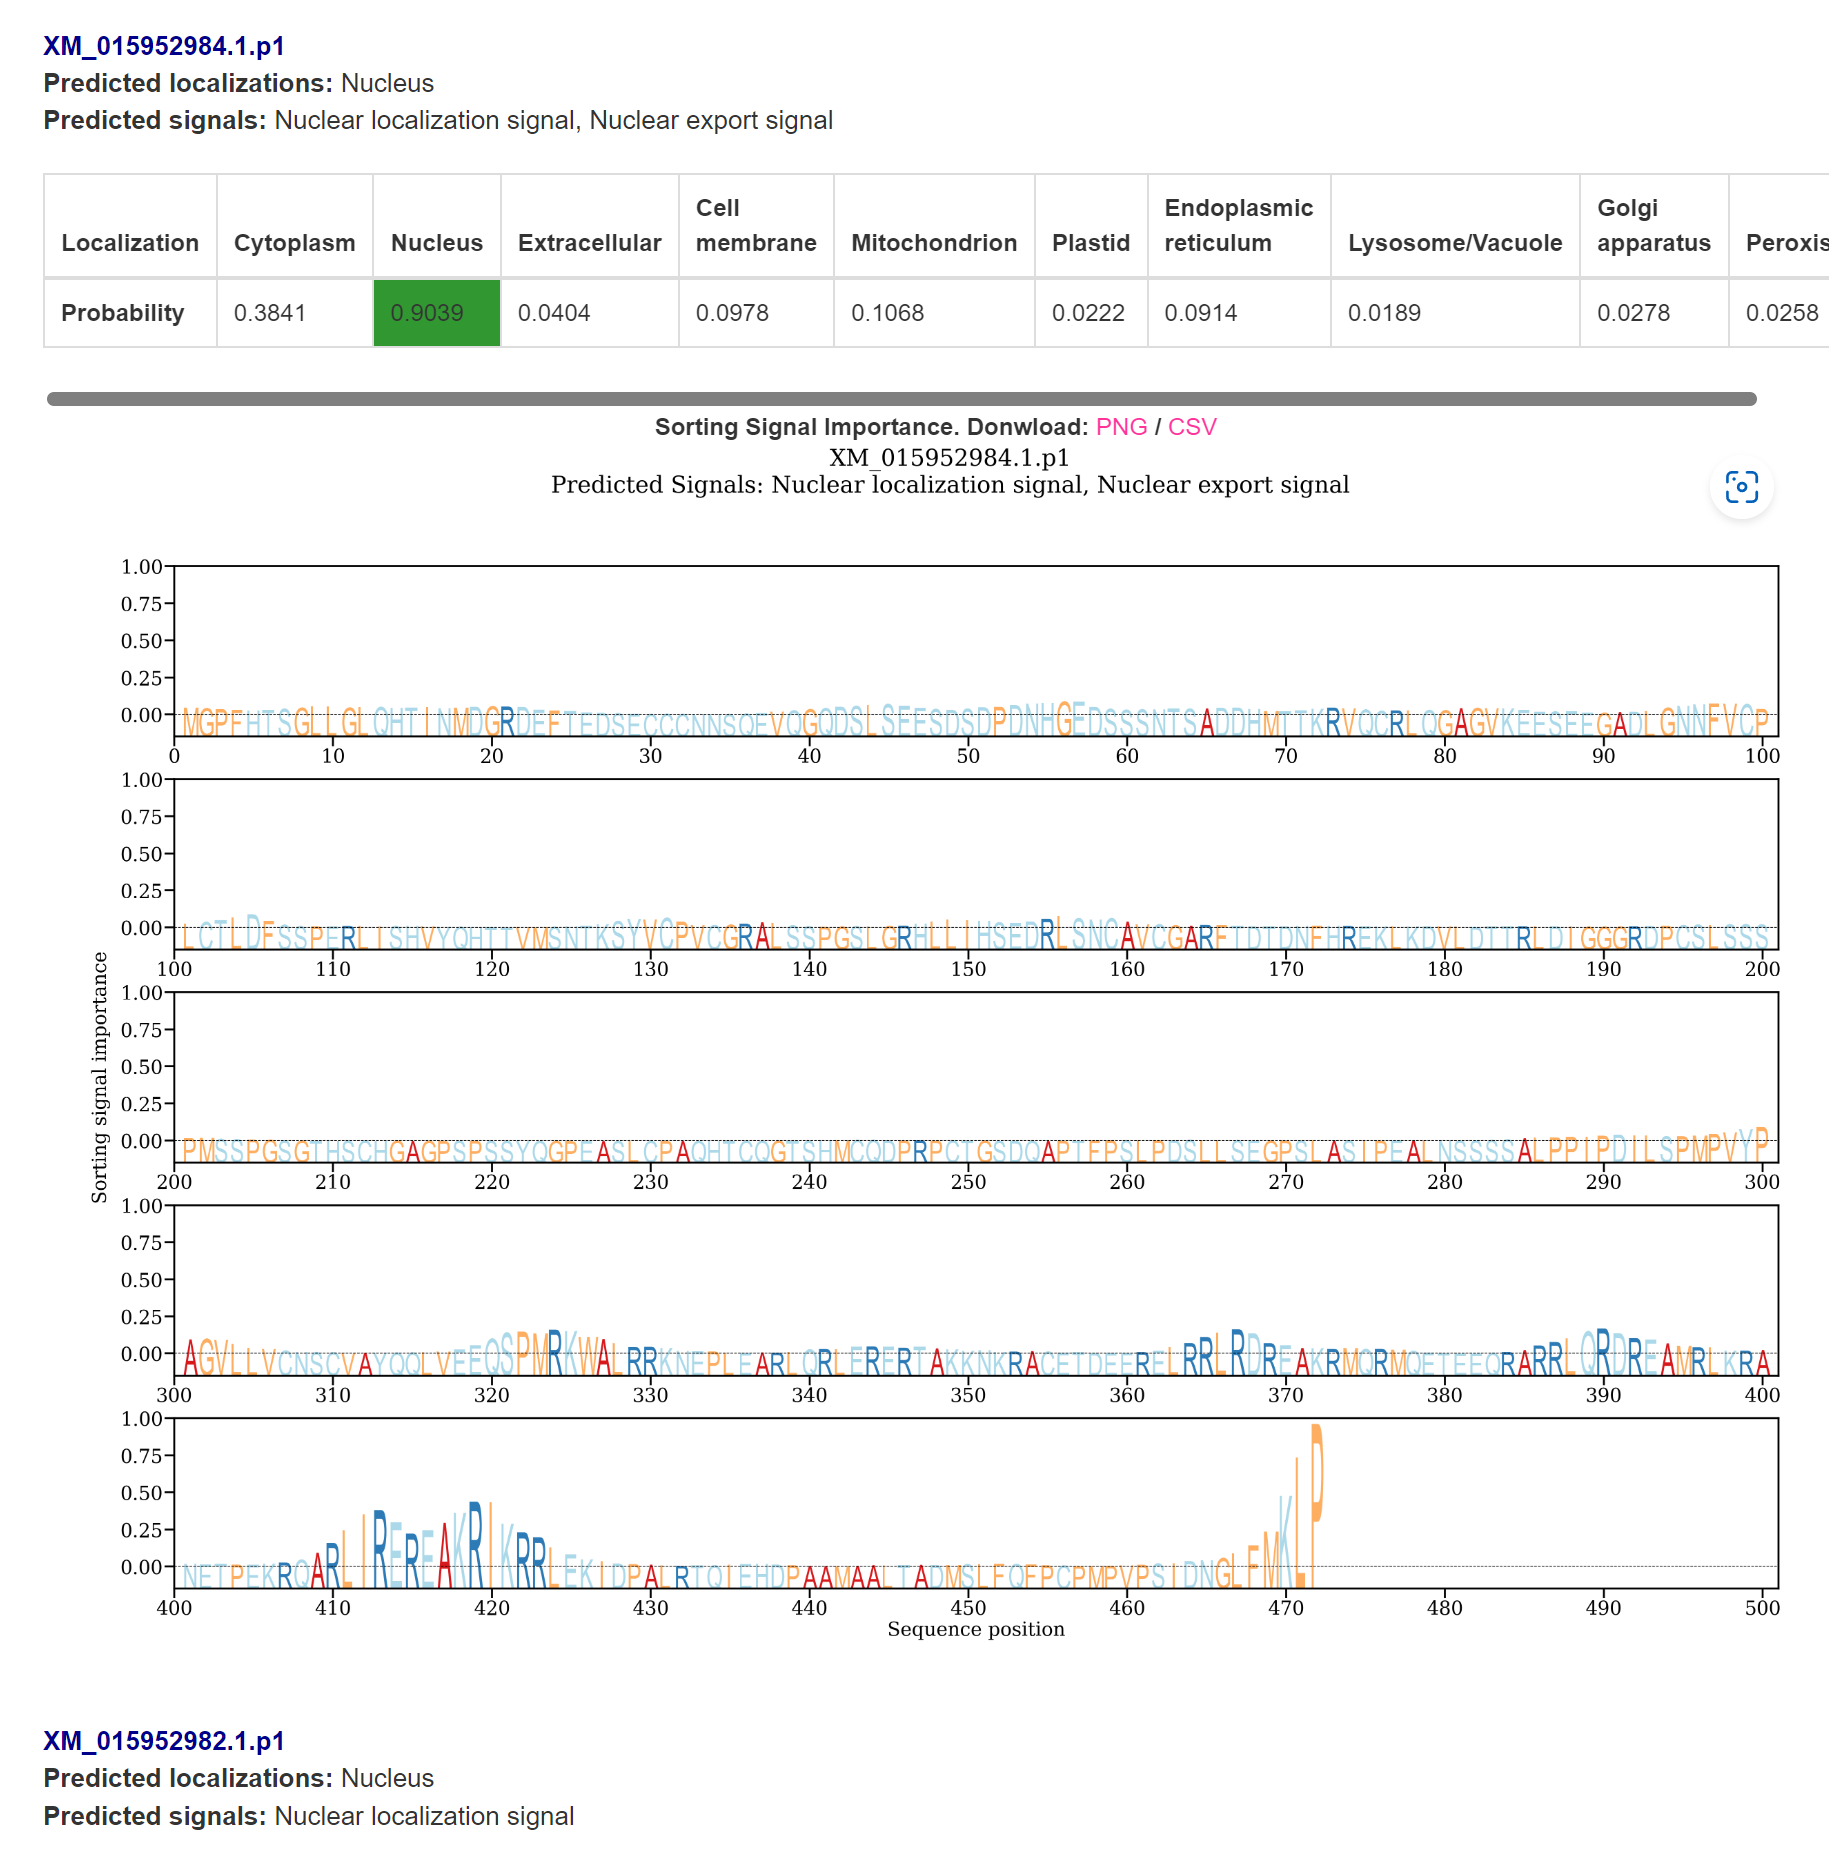 XM_015952984.1.p1
Predicted localizations: Nucleus
Predicted signals: Nuclear localization signal, Nuclear export signal
Localization Cytoplasm Nucleus Extracellular Cell membrane Mitochondrion Plastid Endoplasmic reticulum Lysosome/Vacuole Golgi apparatus Peroxis
Probability 0.3841 0.9039 0.0404 0.0978 0.1068 0.0222 0.0914 0.0189 0.0278 0.0258
Sorting Signal Importance. Donwload: PNG / CSV
XM_015952984.1.p1
Predicted Signals: Nuclear localization signal, Nuclear export signal
Sorting signal importance
1.00
0.75
0.50
0.25
0.00
0 10 20 30 40 50 60 70 80 90 100
1.00
0.75
0.50
0.25
0.00
100 110 120 130 140 150 160 170 180 190 200
1.00
0.75
0.50
0.25
0.00
200 210 220 230 240 250 260 270 280 290 300
1.00
0.75
0.50
0.25
0.00
300 310 320 330 340 350 360 370 380 390 400
1.00
0.75
0.50
0.25
0.00
400 410 420 430 440 450 460 470 480 490 500
Sequence position
XM_015952982.1.p1
Predicted localizations: Nucleus
Predicted signals: Nuclear localization signal